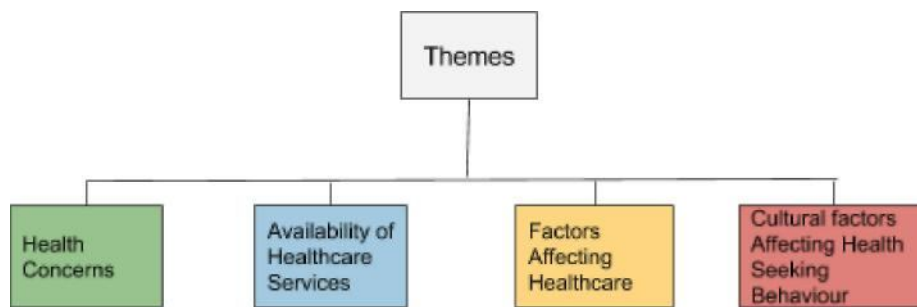 Themes
Health
Concerns
Availability of
Healthcare
Services
Factors
Affecting
Healthcare
Cultural factors
Affecting Health
Seeking
Behaviour